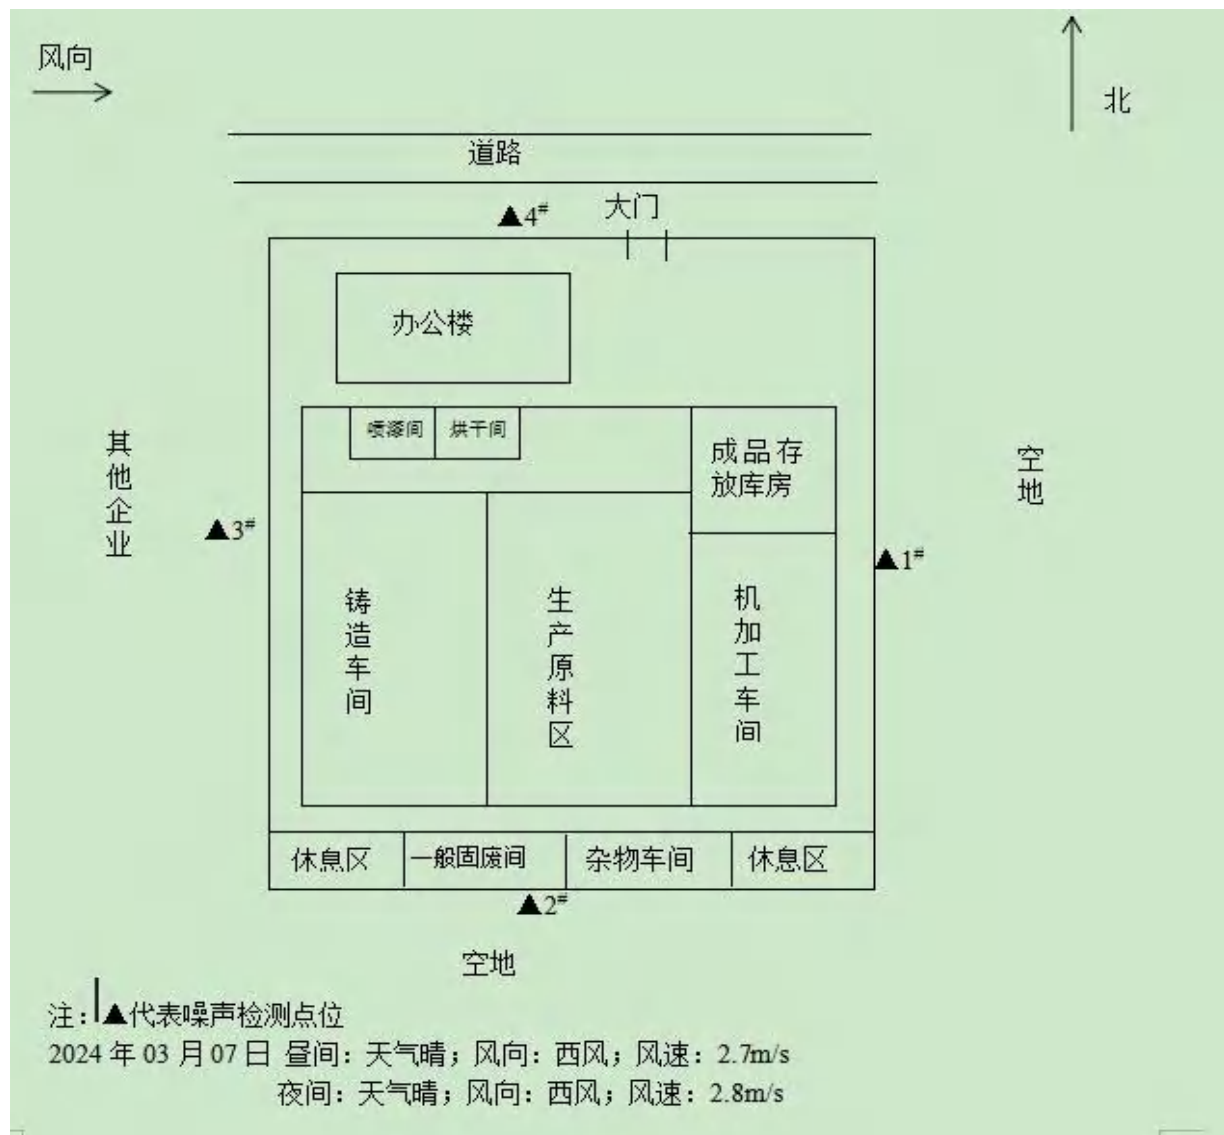 风向
北
道路
▲4#
大门
办公楼
喷漆间
烘干间
成品存
放库房
其他企业
空地
▲3#
▲1#
铸造车间
生产原料区
机加工车间
休息区
一般固废间
杂物车间
休息区
▲2#
空地
注:▲代表噪声检测点位
2024年03月07日 昼间:天气晴;风向:西风;风速:2.7m/s
夜间:天气晴;风向:西风;风速:2.8m/s